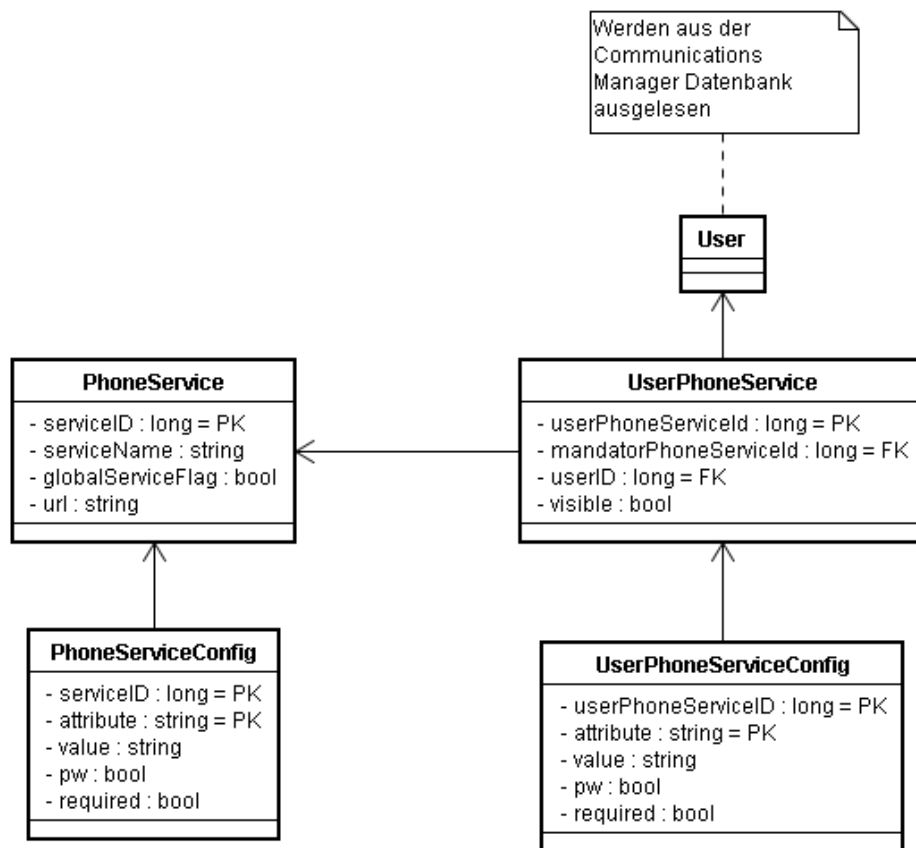 Werden aus der
Communications
Manager Datenbank
ausgelesen
User
PhoneService
- serviceID : long = PK
- serviceName : string
- globalServiceFlag : bool
- url : string
UserPhoneService
- userPhoneServiceId : long = PK
- mandatorPhoneServiceId : long = FK
- userID : long = FK
- visible : bool
PhoneServiceConfig
- serviceID : long = PK
- attribute : string = PK
- value : string
- pw : bool
- required : bool
UserPhoneServiceConfig
- userPhoneServiceID : long = PK
- attribute : string = PK
- value : string
- pw : bool
- required : bool